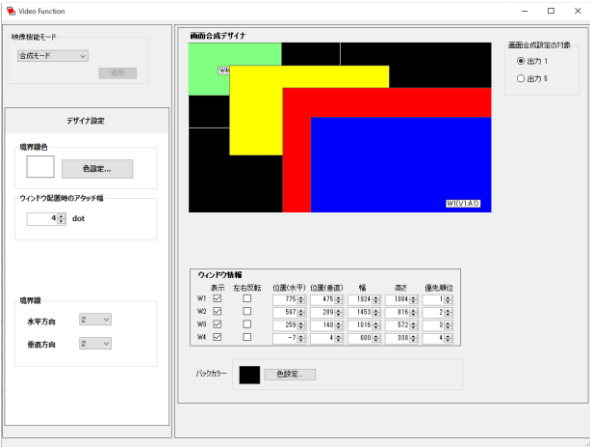 Video Function
映像機能モード
合成モード
適用
デザイナ設定
境界線色
色設定...
ウィンドウ配置時のアタッチ幅
4 dot
境界線
水平方向 2
垂直方向 2
画面合成デザイナ
W4
W1(V1:A1)
画面合成設定の対象
出力 1
出力 5
ウィンドウ情報
表示 左右反転 位置(水平) 位置(垂直) 幅 高さ 優先順位
W1 775 475 1924 1084 1
W2 597 289 1453 816 2
W3 259 148 1016 572 3
W4 -7 4 600 338 4
バックカラー 色設定...